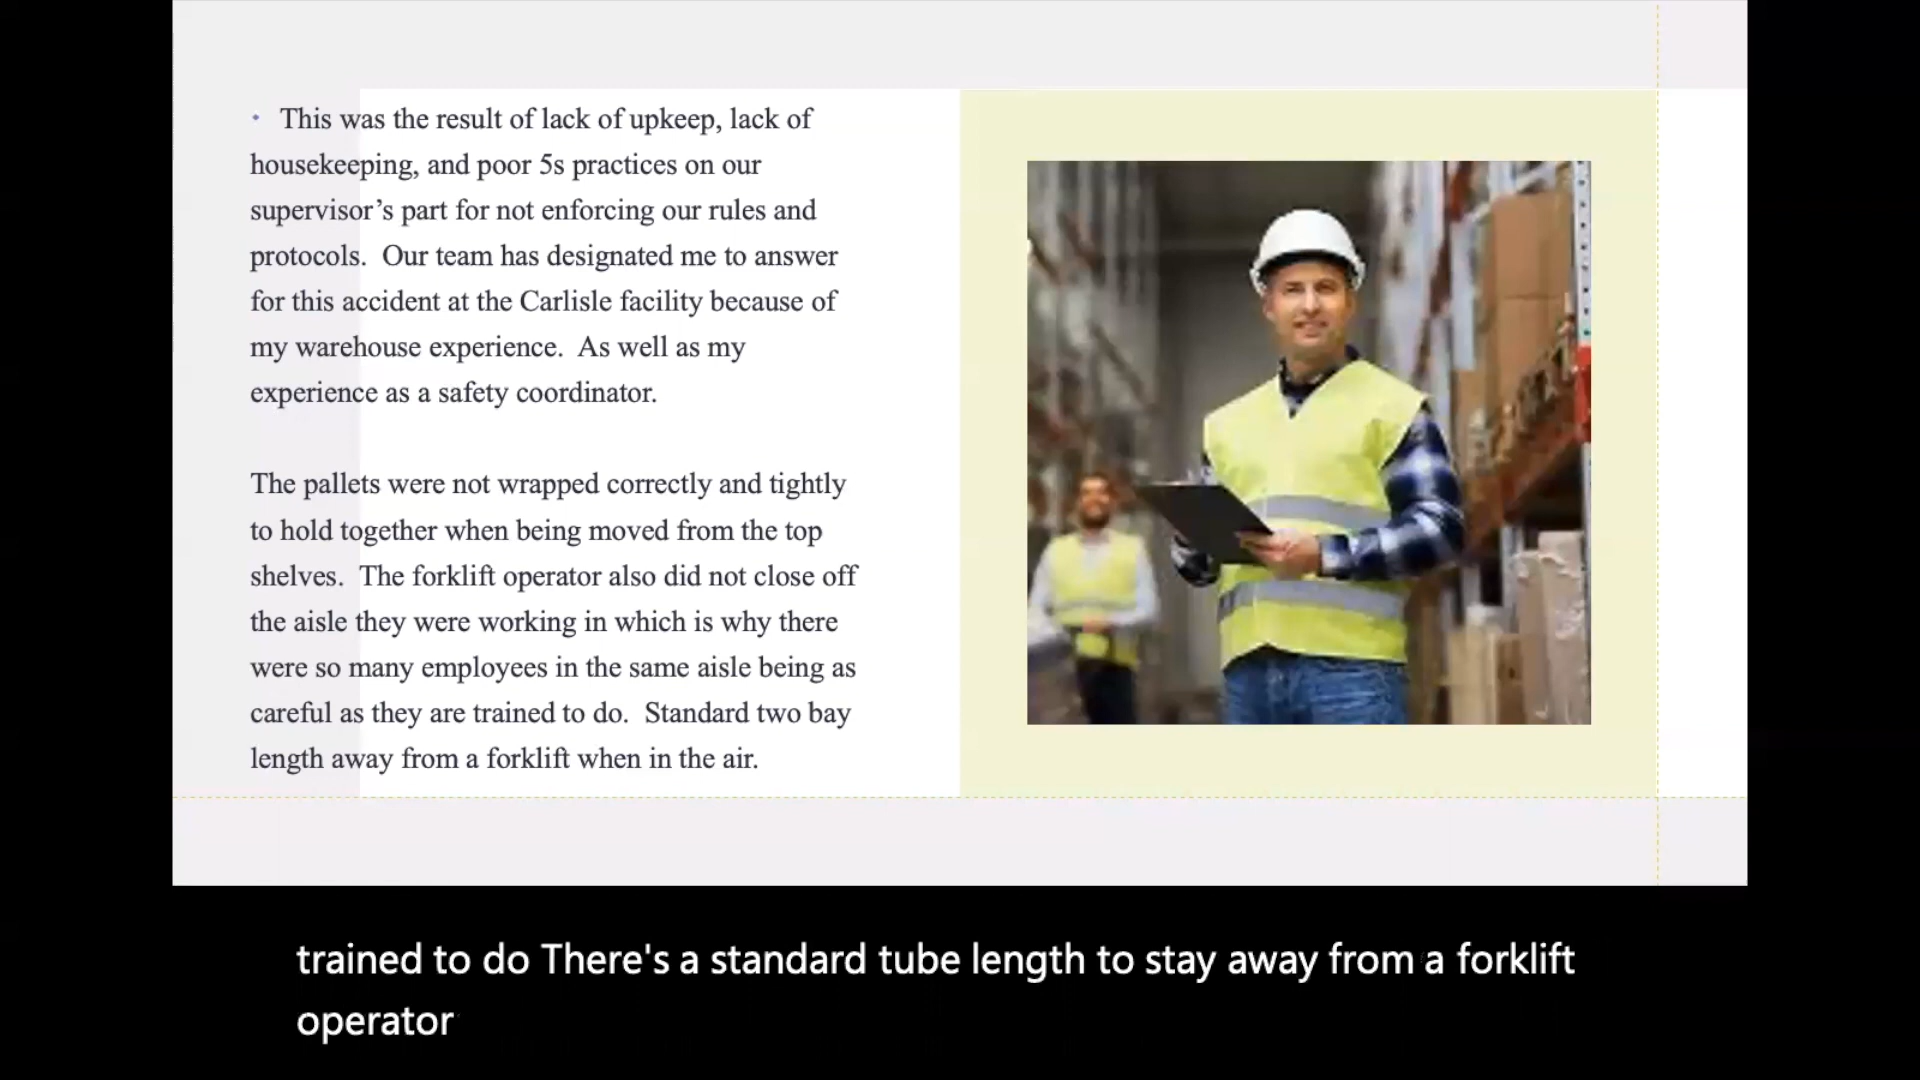 • This was the result of lack of upkeep, lack of
housekeeping, and poor 5s practices on our
supervisor’s part for not enforcing our rules and
protocols.  Our team has designated me to answer
for this accident at the Carlisle facility because of
my warehouse experience.  As well as my
experience as a safety coordinator.
The pallets were not wrapped correctly and tightly
to hold together when being moved from the top
shelves.  The forklift operator also did not close off
the aisle they were working in which is why there
were so many employees in the same aisle being as
careful as they are trained to do.  Standard two bay
length away from a forklift when in the air.
trained to do There's a standard tube length to stay away from a forklift
operator